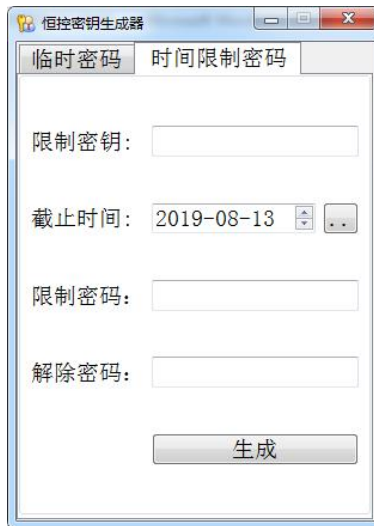 恒控密钥生成器
临时密码 时间限制密码
限制密钥:
截止时间: 2019-08-13 ..
限制密码:
解除密码:
生成